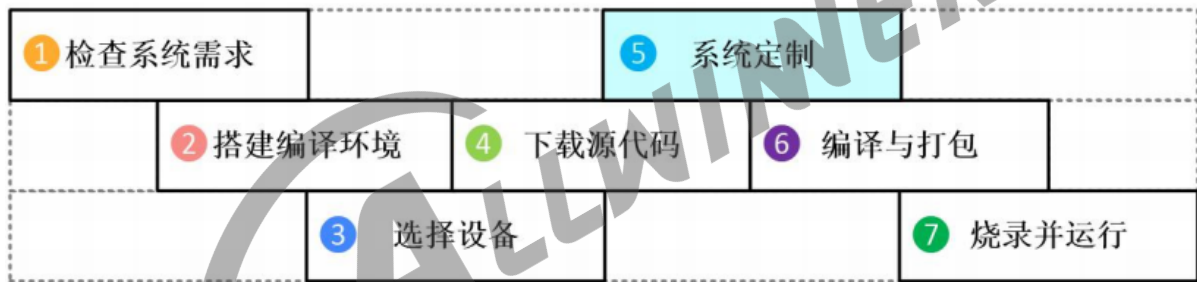 1 检查系统需求
5 系统定制
2 搭建编译环境
4 下载源代码
6 编译与打包
3 选择设备
7 烧录并运行
ALLWINNER